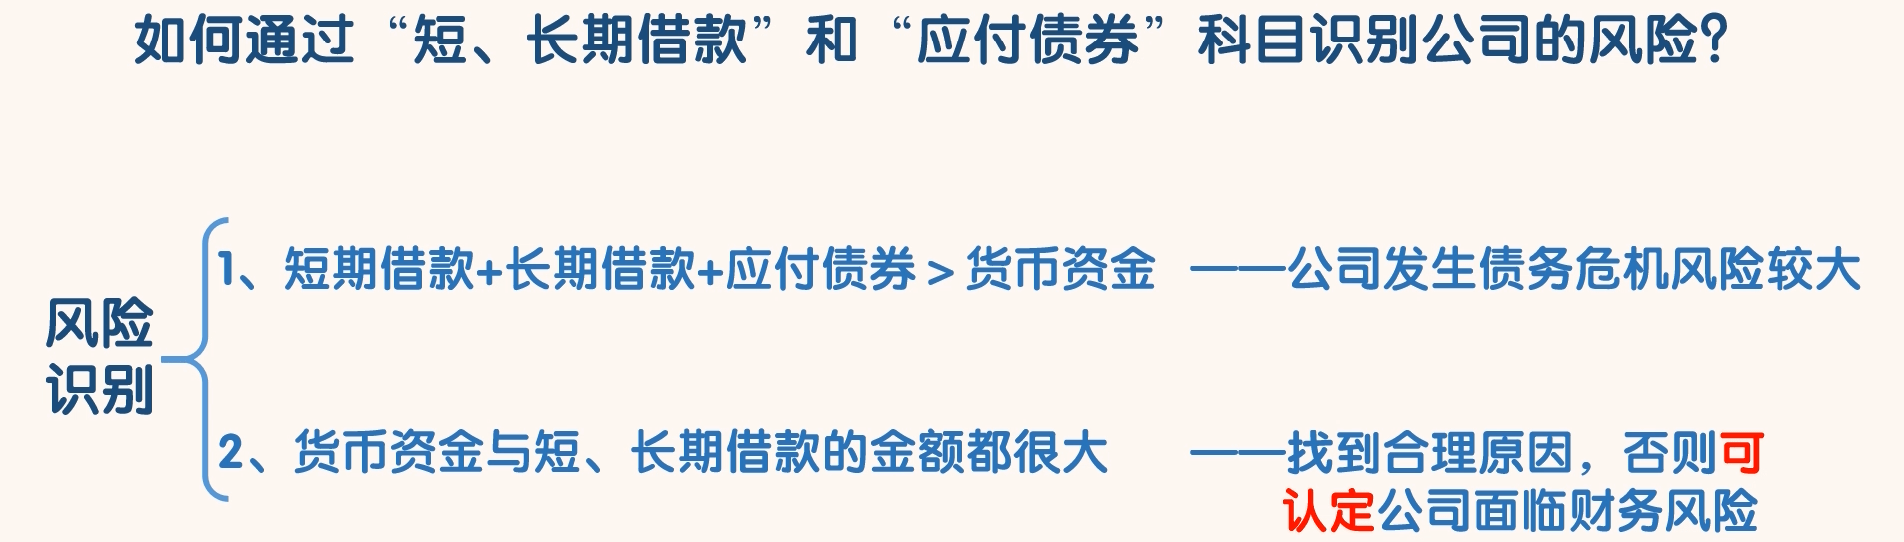 如何通过“短、长期借款”和“应付债券”科目识别公司的风险?
风险
识别
1、短期借款+长期借款+应付债券 > 货币资金 ——公司发生债务危机风险较大
2、货币资金与短、长期借款的金额都很大 ——找到合理原因，否则可
认定公司面临财务风险